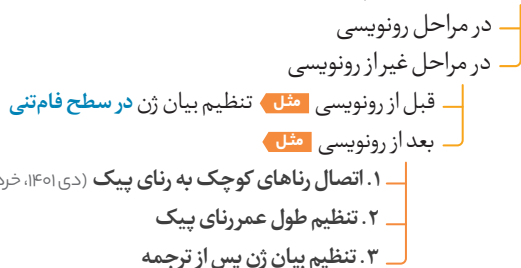 در مراحل رونویسی
در مراحل غیر از رونویسی
قبل از رونویسی مثل تنظیم بیان ژن در سطح فام‌تنی
بعد از رونویسی مثل
۱. اتصال رناهای کوچک به رنای پیک (دی ۱۴۰۱،
۲. تنظیم طول عمر رنای پیک
۳. تنظیم بیان ژن پس از ترجمه